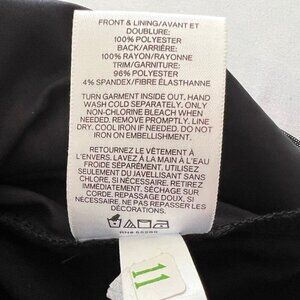 FRONT & LINING/AVANT ET
DOUBLURE:
100% POLYESTER
BACK/ARRIÈRE:
100% RAYON/RAYONNE
TRIM/GARNITURE:
96% POLYESTER
4% SPANDEX/FIBRE ÉLASTHANNE
TURN GARMENT INSIDE OUT. HAND
WASH COLD SEPARATELY. ONLY
NON-CHLORINE BLEACH WHEN
NEEDED. REMOVE PROMPTLY. LINE
DRY. COOL IRON IF NEEDED. DO NOT
IRON ON EMBELLISHMENT.
RETOURNEZ LE VÊTEMENT À
L'ENVERS. LAVEZ À LA MAIN À L'EAU
FROIDE SÉPARÉMENT. UTILISEZ
SEULEMENT DU JAVELLISANT SANS
CHLORE, SI NÉCESSAIRE. RETIREZ
IMMÉDIATEMENT. SÉCHAGE SUR
CORDE. REPASSEZ À FROID, SI
NÉCESSAIRE. NE PAS REPASSER LES
DÉCORATIONS.